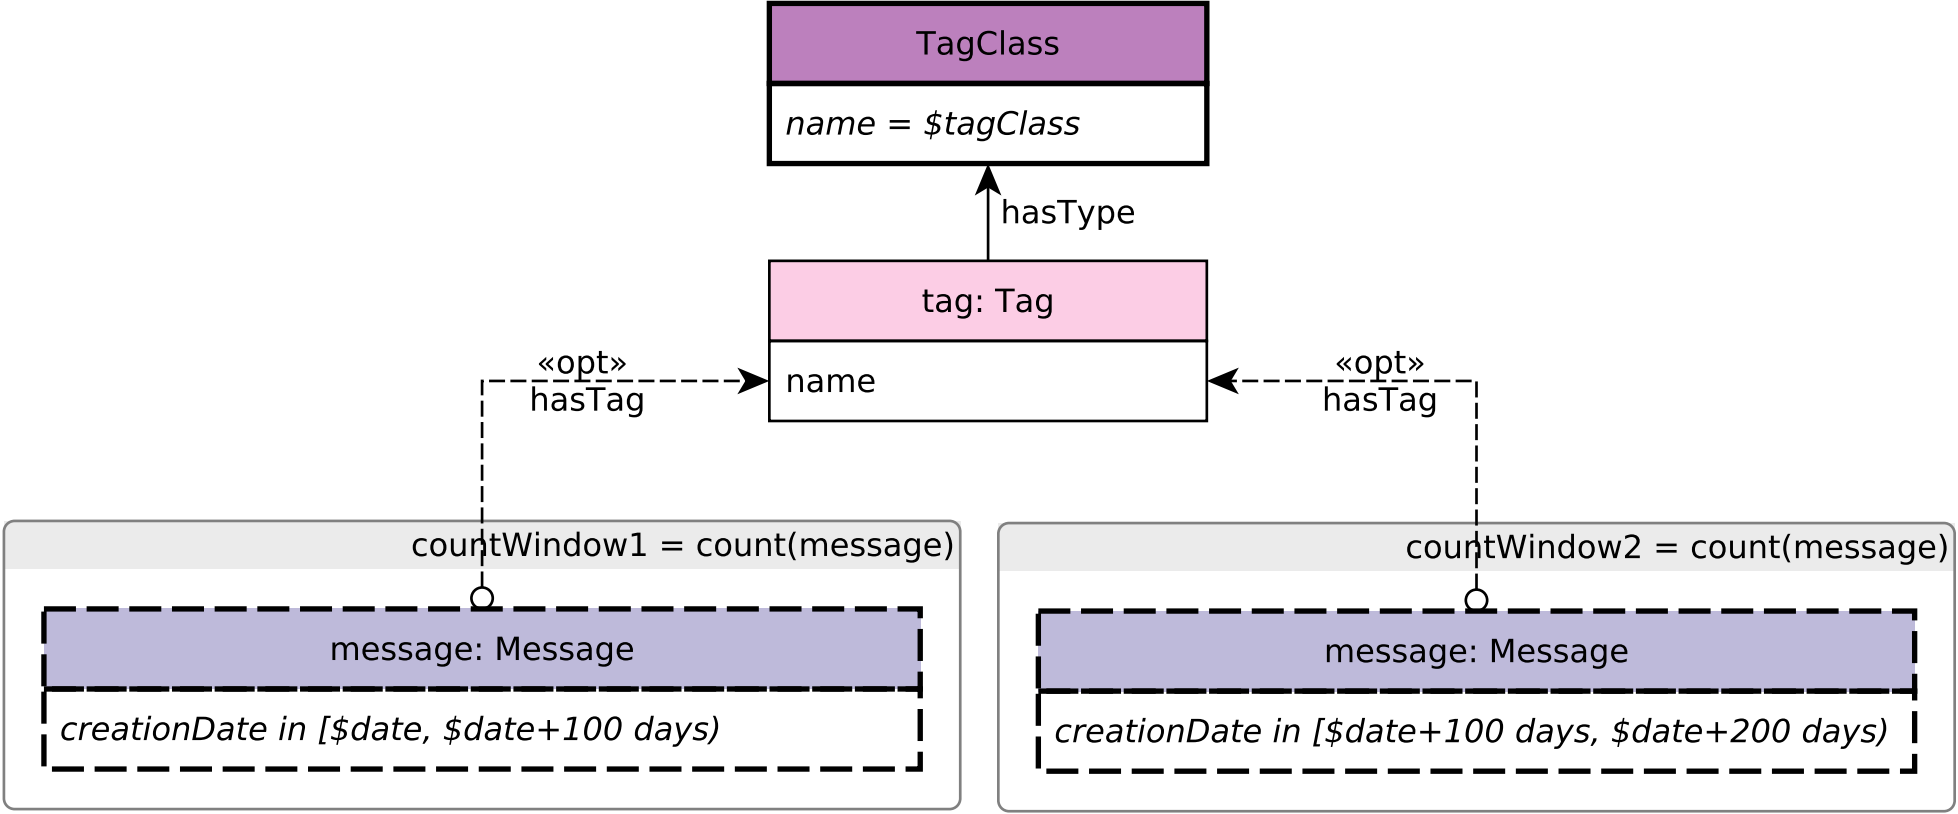 TagClass
name = $tagClass
hasType
tag: Tag
name
«opt»
hasTag
«opt»
hasTag
countWindow1 = count(message)
message: Message
creationDate in [$date, $date+100 days)
countWindow2 = count(message)
message: Message
creationDate in [$date+100 days, $date+200 days)